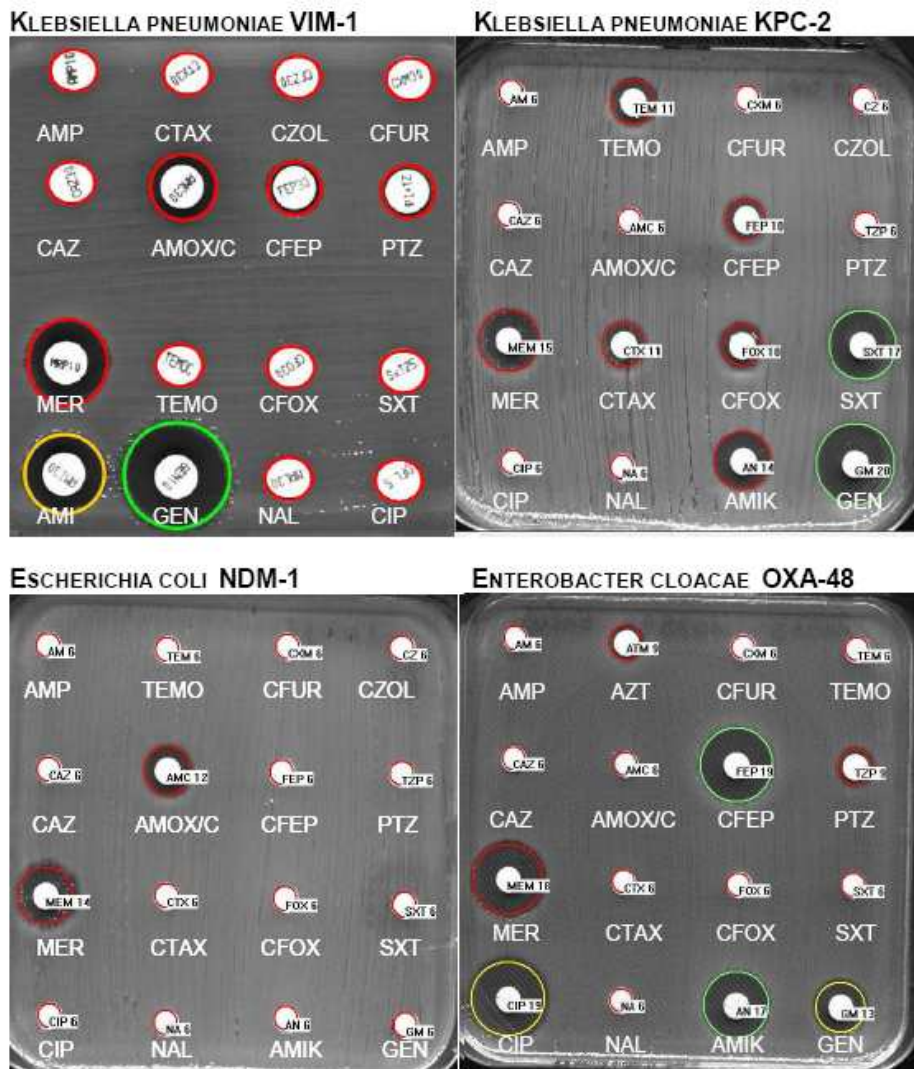 KLEBSIELLA PNEUMONIAE VIM-1
AMP CTAX CZOL CFUR
FEP30
CAZ AMOX/C CFEP PTZ
MRP10 SXT25
MER TEMO CFOX SXT
AMI GEN NAL CIP
KLEBSIELLA PNEUMONIAE KPC-2
AM 6 TEM 11 CXM 6 CZ 6
AMP TEMO CFUR CZOL
CAZ 6 AMC 6 FEP 10 TZP 6
CAZ AMOX/C CFEP PTZ
MEM 15 CTX 11 FOX 10 SXT 17
MER CTAX CFOX SXT
CIP 6 NA 6 AN 14 GM 20
CIP NAL AMIK GEN
ESCHERICHIA COLI NDM-1
AM 6 TEM 6 CXM 6 CZ 6
AMP TEMO CFUR CZOL
CAZ 6 AMC 12 FEP 6 TZP 6
CAZ AMOX/C CFEP PTZ
MEM 14 CTX 6 FOX 6 SXT 6
MER CTAX CFOX SXT
CIP 6 NA 6 AN 6 GM 6
CIP NAL AMIK GEN
ENTEROBACTER CLOACAE OXA-48
AM 6 ATM 9 CXM 6 TEM 6
AMP AZT CFUR TEMO
CAZ 6 AMC 6 FEP 19 TZP 9
CAZ AMOX/C CFEP PTZ
MEM CTX 6 FOX 6 SXT 6
MER CTAX CFOX SXT
CIP 19 NA 6 AN 17 GM 13
CIP NAL AMIK GEN